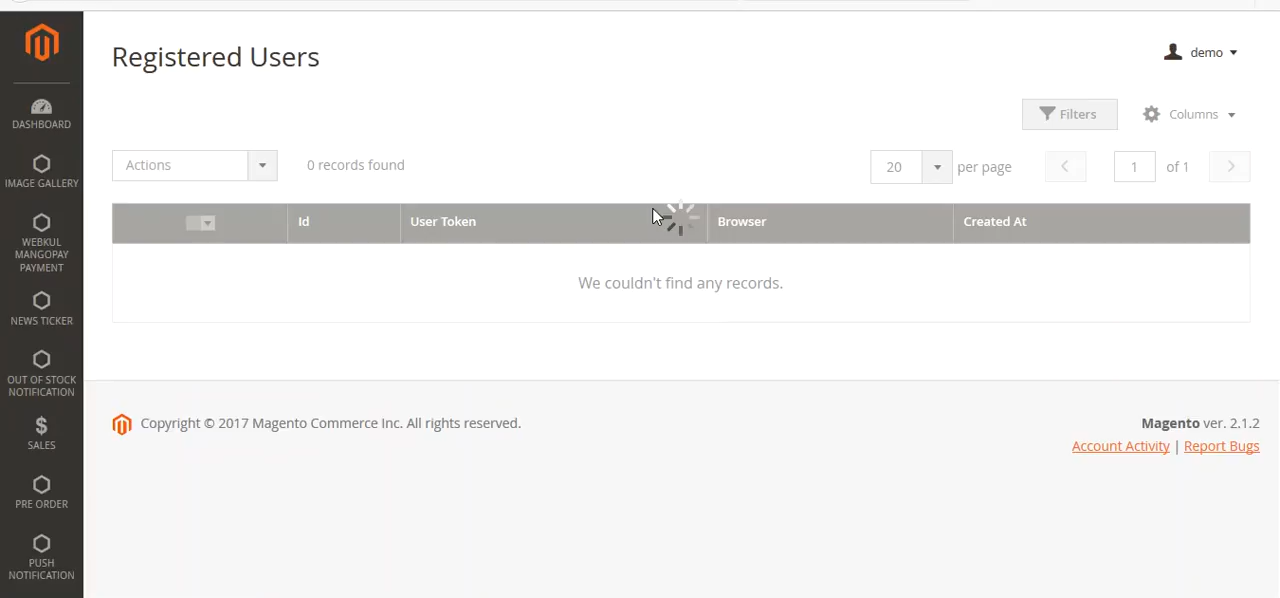 Registered Users
demo
Filters
Columns
Actions
0 records found
20
per page
1
of 1
Id
User Token
Browser
Created At
We couldn't find any records.
DASHBOARD
IMAGE GALLERY
WEBKUL
MANGOPAY
PAYMENT
NEWS TICKER
OUT OF STOCK
NOTIFICATION
$
SALES
PRE ORDER
PUSH
NOTIFICATION
Copyright © 2017 Magento Commerce Inc. All rights reserved.
Magento ver. 2.1.2
Account Activity | Report Bugs